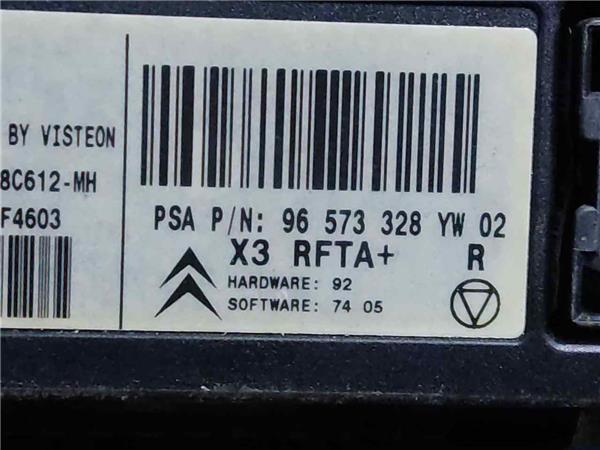 BY VISTEON
8C612-MH
F4603
PSA P/N: 96 573 328 YW 02
X3 RFTA+ R
HARDWARE: 92
SOFTWARE: 74 05